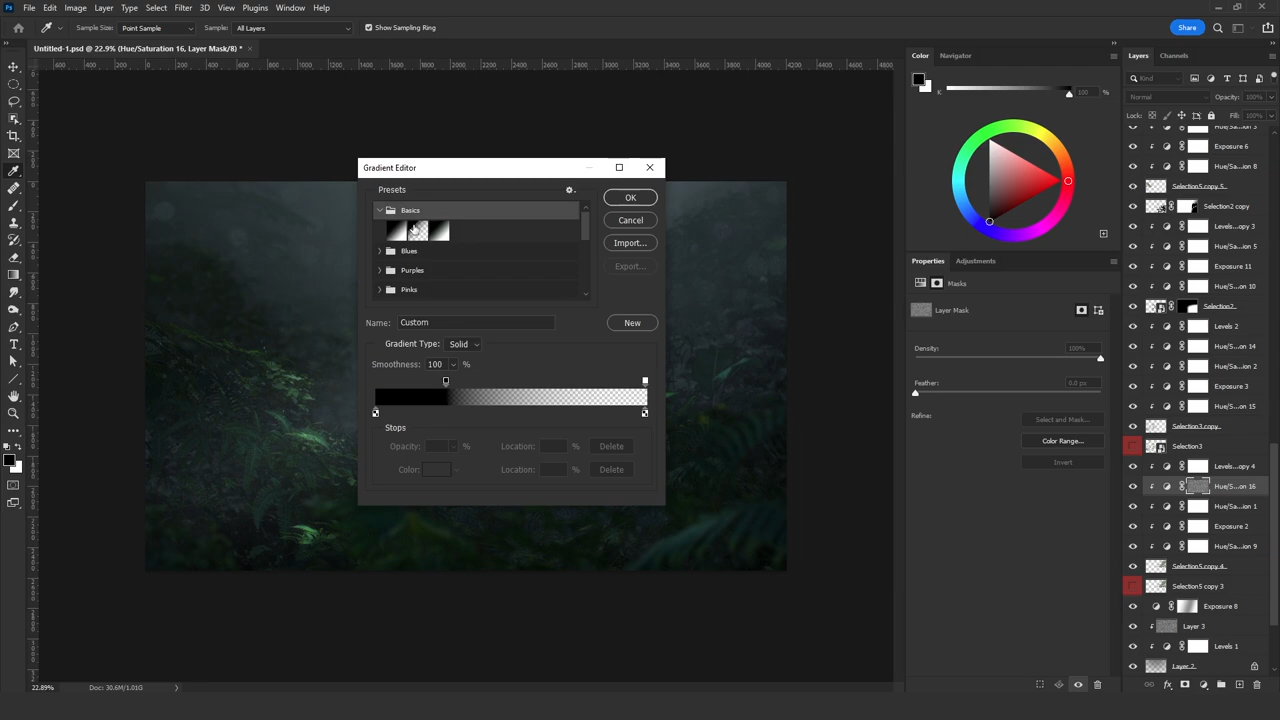 Ps File Edit Image Layer Type Select Filter 3D View Plugins Window Help
Sample Size: Point Sample Sample: All Layers Show Sampling Ring Share
Untitled-1.psd @ 22.9% (Hue/Saturation 16, Layer Mask/8) *
Color Navigator
K 100 %
Layers Channels
Kind
Normal Opacity: 100%
Lock: Fill: 100%
Exposure 6
Hue/Sa...on 8
Selection5 copy 5
Selection2 copy
Levels...opy 3
Hue/Sa...on 5
Exposure 11
Hue/S...on 10
Selection2
Levels 2
Hue/S...on 14
Hue/San...on 2
Exposure 3
Hue/S...on 15
Selection3 copy
Selection3
Levels...opy 4
Hue/S...on 16
Hue/Sa...ion 1
Exposure 2
Hue/Sa...on 9
Selection5 copy 4
Selection5 copy 3
Exposure 8
Layer 3
Levels 1
Layer 2
Gradient Editor
Presets
Basics
Blues
Purples
Pinks
OK
Cancel
Import...
Export...
Name: Custom New
Gradient Type: Solid
Smoothness: 100 %
Stops
Opacity: % Location: % Delete
Color: Location: % Delete
Properties Adjustments
Masks
Layer Mask
Density: 100%
Feather: 0.0 px
Refine: Select and Mask...
Color Range...
Invert
22.89% Doc: 30.6M/1.01G